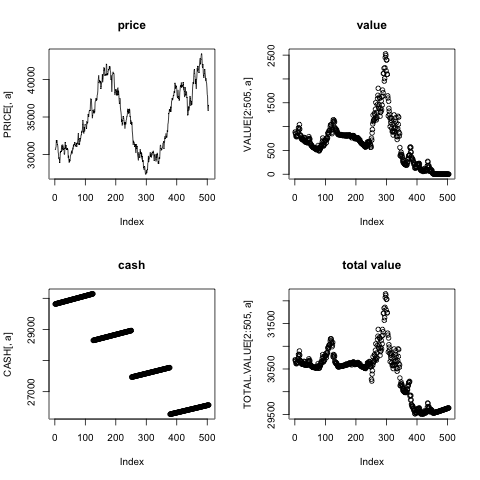 price
PRICE[, a]
30000 35000 40000
0 100 200 300 400 500
Index
value
VALUE[2:505, a]
0 500 1500 2500
0 100 200 300 400 500
Index
cash
CASH[, a]
27000 29000
0 100 200 300 400 500
Index
total value
TOTAL.VALUE[2:505, a]
29500 30500 31500
0 100 200 300 400 500
Index